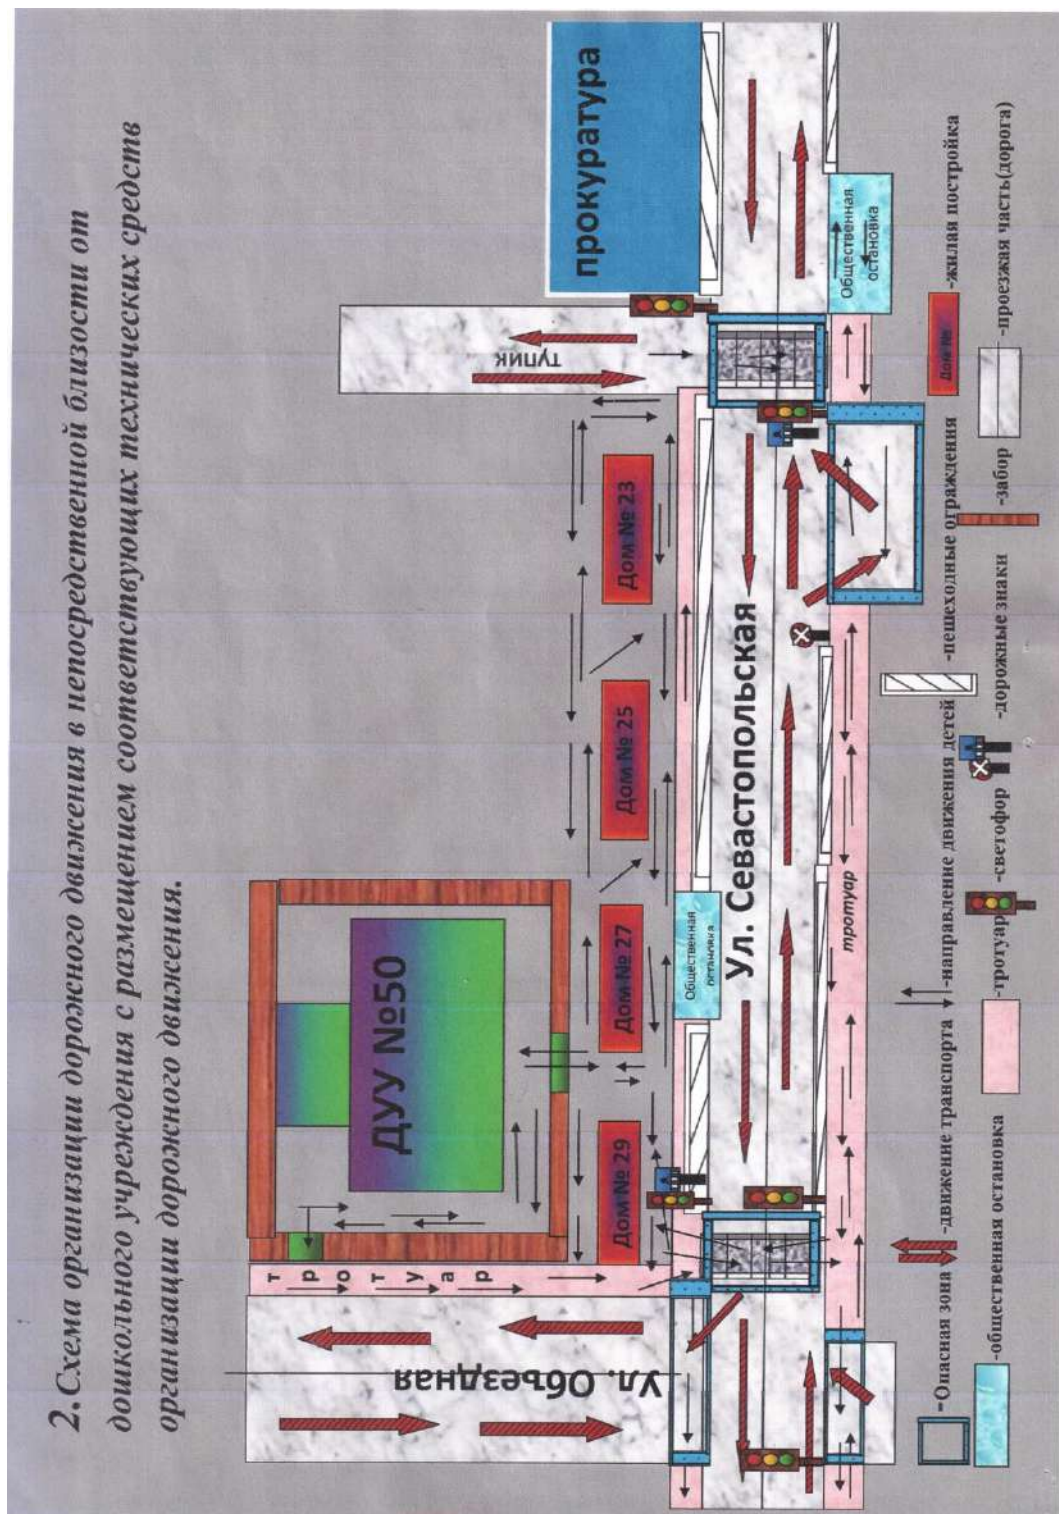 2. Схема организации дорожного движения в непосредственной близости от
дошкольного учреждения с размещением соответствующих технических средств
организации дорожного движения.
прокуратура
тупик
ДУУ №50
Дом № 29
Дом № 27
Дом № 25
Дом № 23
т р о т у а р
Ул. Объездная
Общественная
остановка
Ул. Севастопольская
Общественная
остановка
тротуар
-Опасная зона
-движение транспорта
-направление движения детей
-пешеходные ограждения
Дом №
-жилая постройка
-общественная остановка
-тротуар
-светофор
-дорожные знаки
-забор
-проезжая часть(дорога)